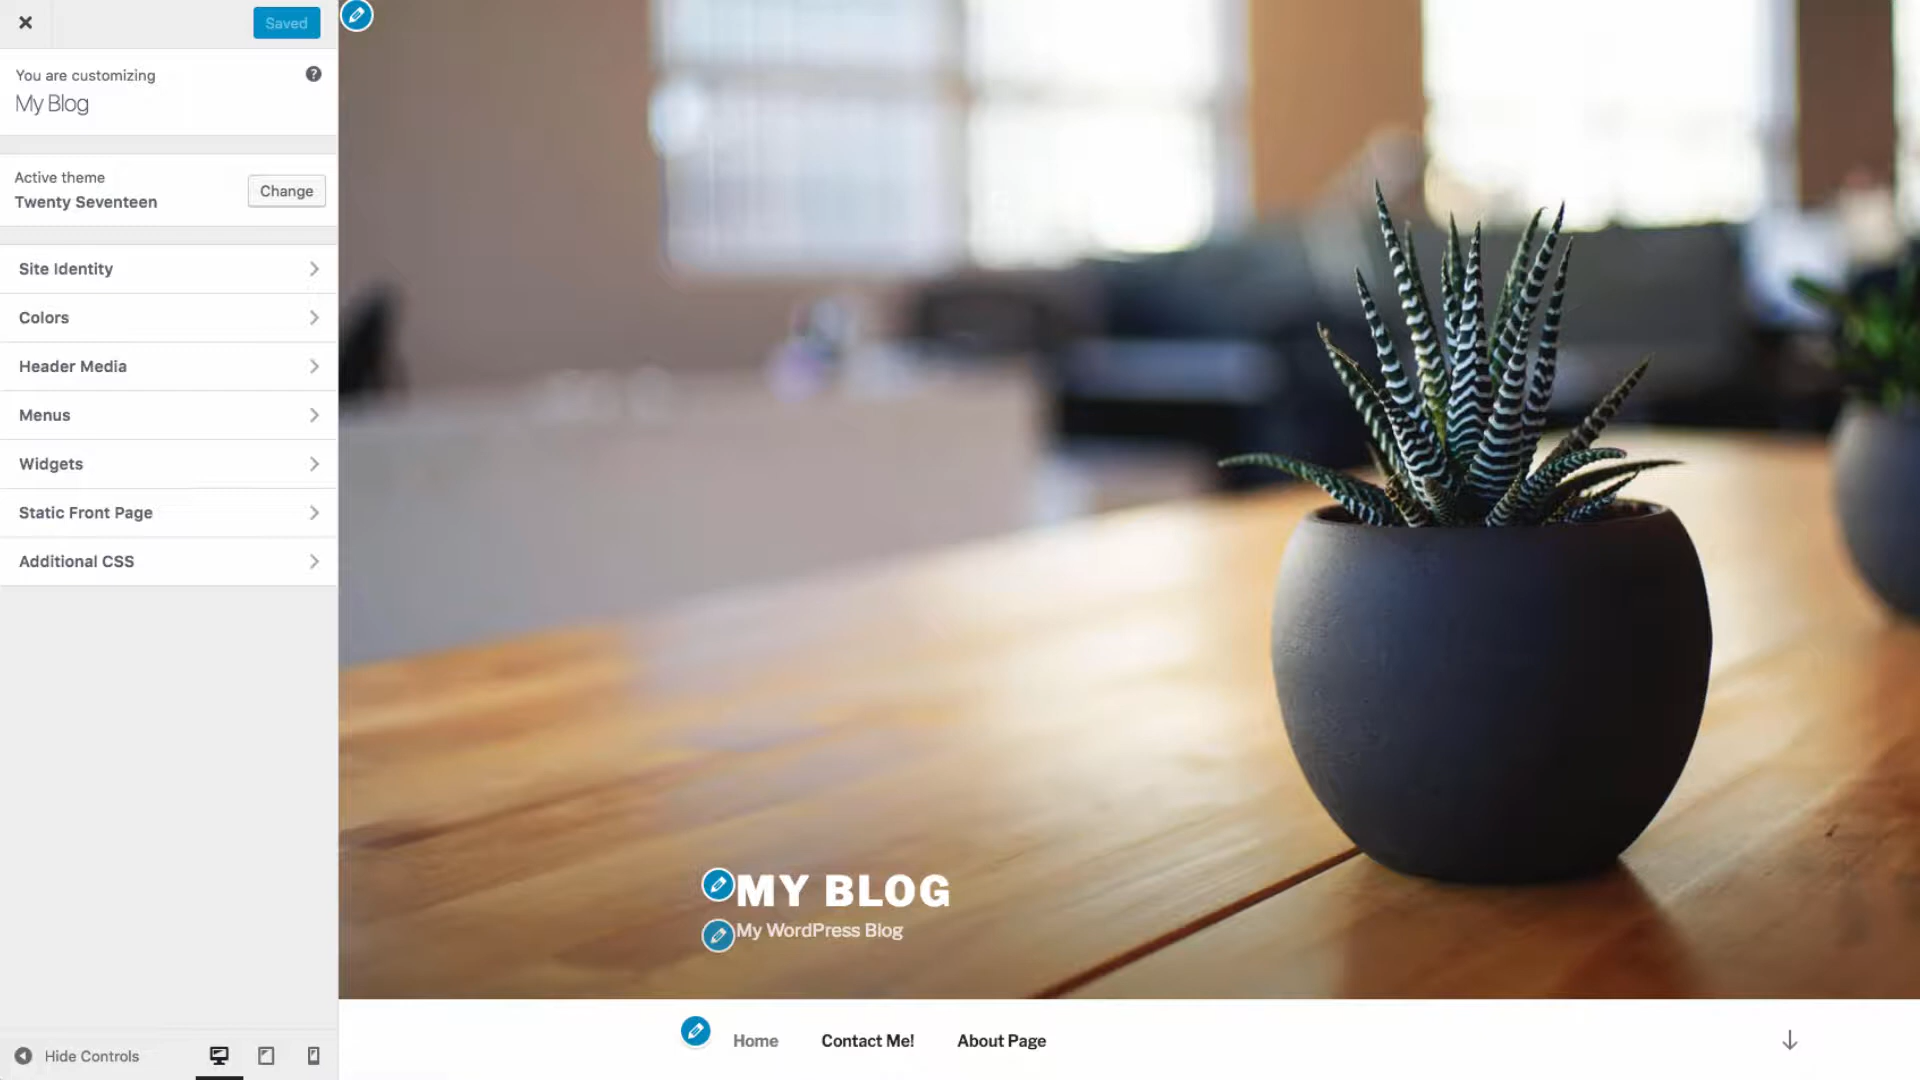 Saved
You are customizing
My Blog
Active theme
Twenty Seventeen
Change
Site Identity
Colors
Header Media
Menus
Widgets
Static Front Page
Additional CSS
Hide Controls
MY BLOG
My WordPress Blog
Home Contact Me! About Page